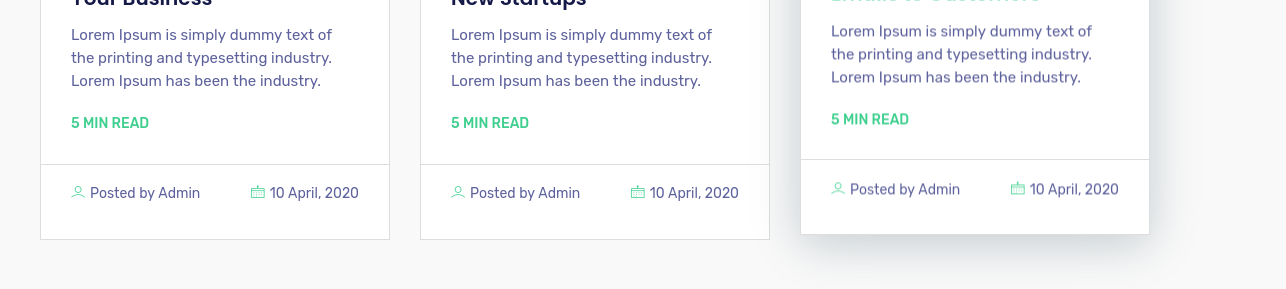 Your Business
Lorem Ipsum is simply dummy text of
the printing and typesetting industry.
Lorem Ipsum has been the industry.
5 MIN READ
Posted by Admin
10 April, 2020
New Startups
Lorem Ipsum is simply dummy text of
the printing and typesetting industry.
Lorem Ipsum has been the industry.
5 MIN READ
Posted by Admin
10 April, 2020
Lorem Ipsum is simply dummy text of
the printing and typesetting industry.
Lorem Ipsum has been the industry.
5 MIN READ
Posted by Admin
10 April, 2020